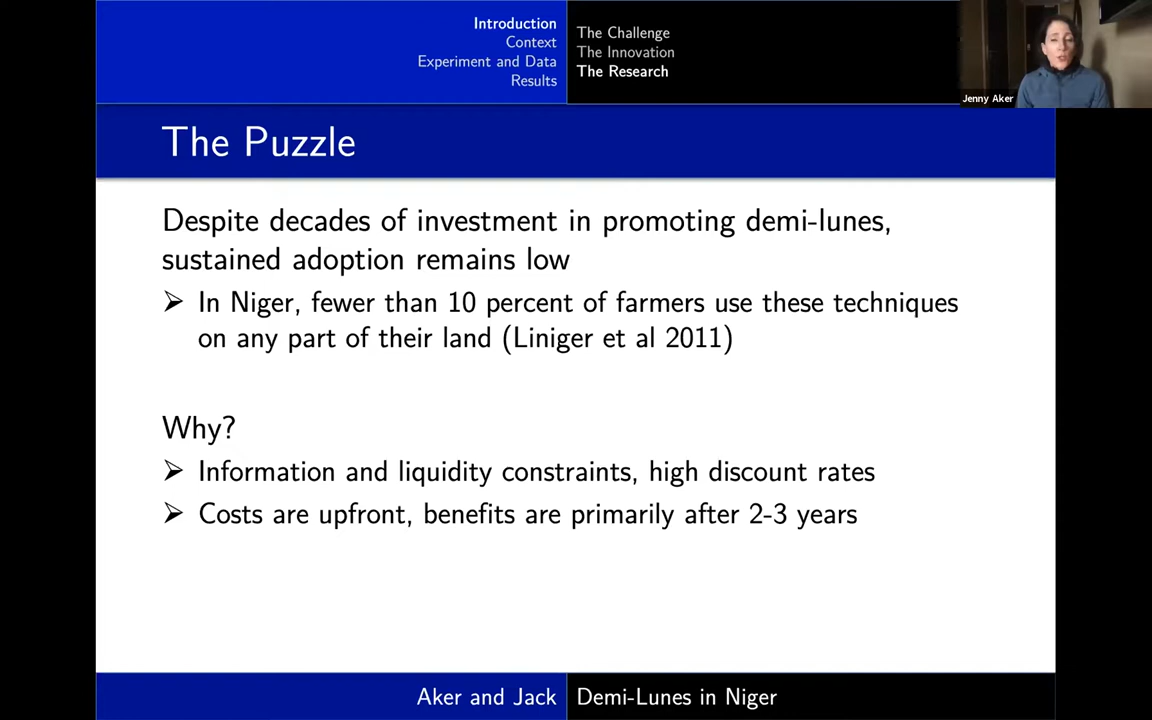 Introduction
Context
Experiment and Data
Results
The Challenge
The Innovation
The Research
Jenny Aker
The Puzzle
Despite decades of investment in promoting demi-lunes,
sustained adoption remains low
➤ In Niger, fewer than 10 percent of farmers use these techniques
on any part of their land (Liniger et al 2011)
Why?
➤ Information and liquidity constraints, high discount rates
➤ Costs are upfront, benefits are primarily after 2-3 years
Aker and Jack
Demi-Lunes in Niger